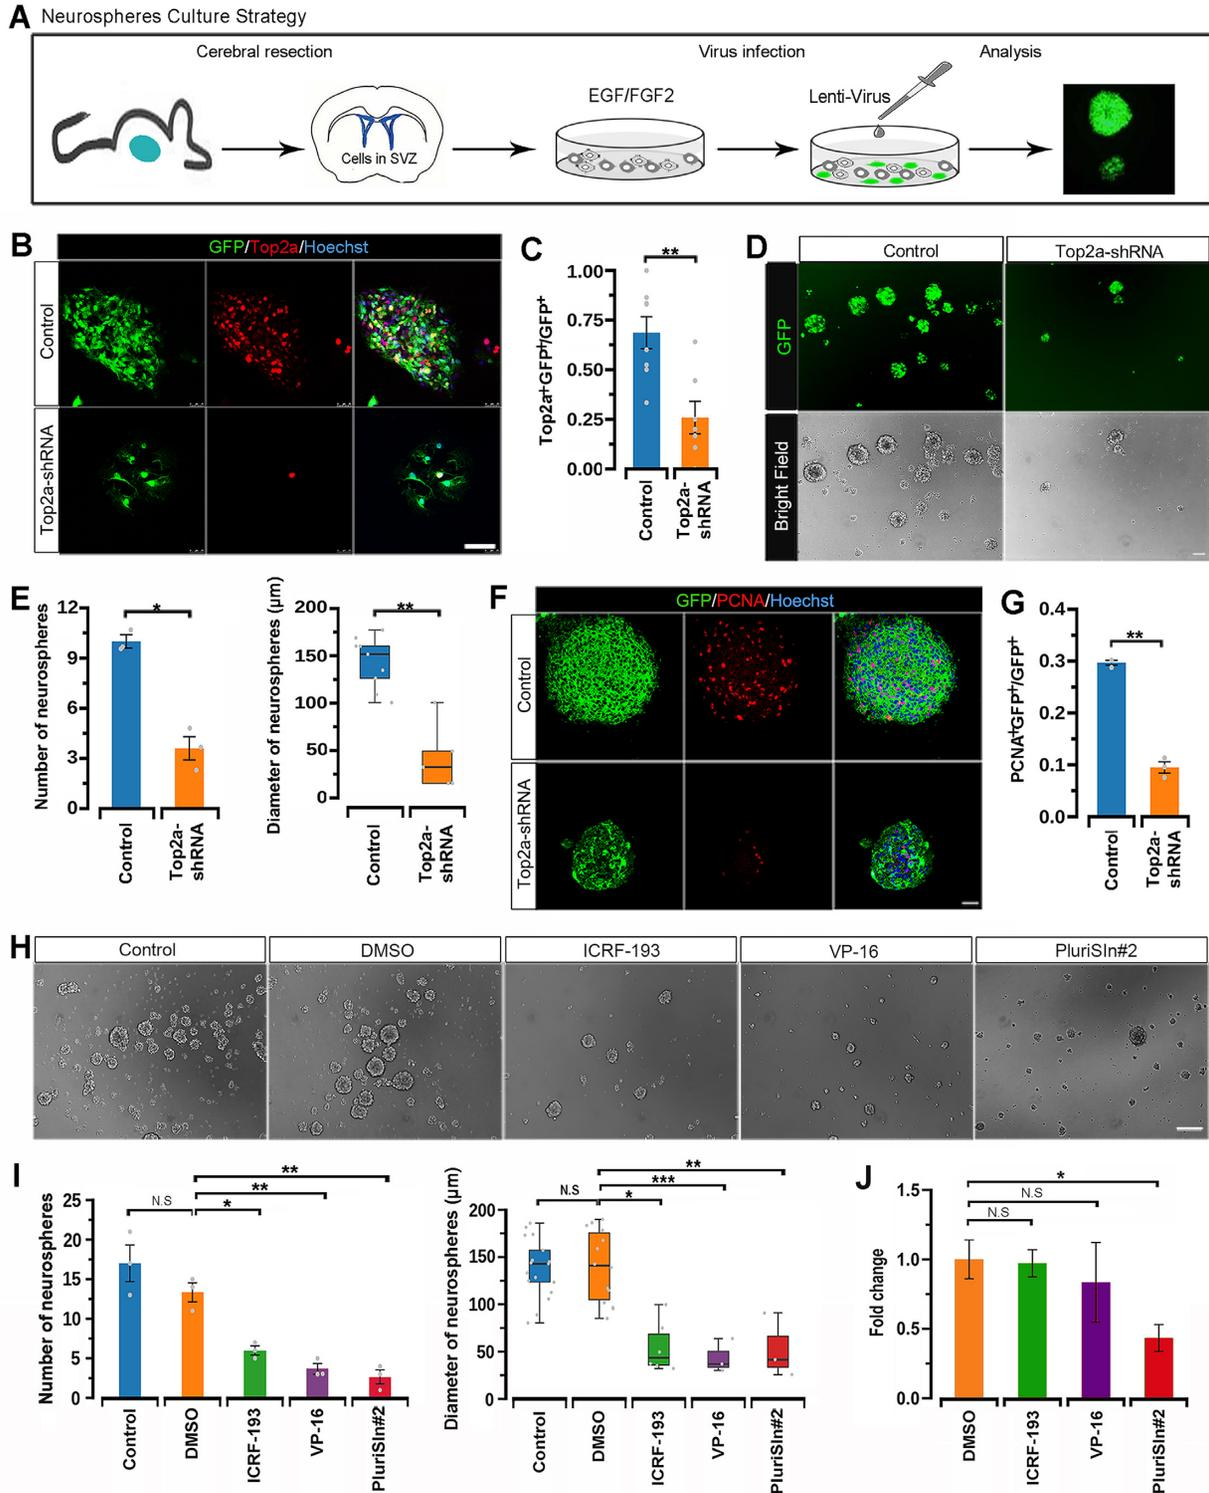 A Neurospheres Culture Strategy
Cerebral resection
Virus infection
Analysis
EGF/FGF2
Lenti-Virus
Cells in SVZ
B
GFP/Top2a/Hoechst
Control
Top2a-shRNA
C
Top2a+GFP+/GFP+
1.00
0.75
0.50
0.25
0.00
**
Control
Top2a-
shRNA
D
Control
Top2a-shRNA
GFP
Bright Field
E
Number of neurospheres
12
9
6
3
0
*
Control
Top2a-
shRNA
Diameter of neurospheres (μm)
200
150
100
50
0
**
Control
Top2a-
shRNA
F
GFP/PCNA/Hoechst
Control
Top2a-shRNA
G
PCNA+GFP+/GFP+
0.4
0.3
0.2
0.1
0.0
**
Control
Top2a-
shRNA
H
Control
DMSO
ICRF-193
VP-16
PluriSIn#2
I
Number of neurospheres
25
20
15
10
5
0
N.S
*
**
**
Control
DMSO
ICRF-193
VP-16
PluriSIn#2
Diameter of neurospheres (μm)
200
150
100
50
0
N.S
*
***
**
Control
DMSO
ICRF-193
VP-16
PluriSIn#2
J
Fold change
1.5
1.0
0.5
0.0
N.S
N.S
*
DMSO
ICRF-193
VP-16
PluriSIn#2